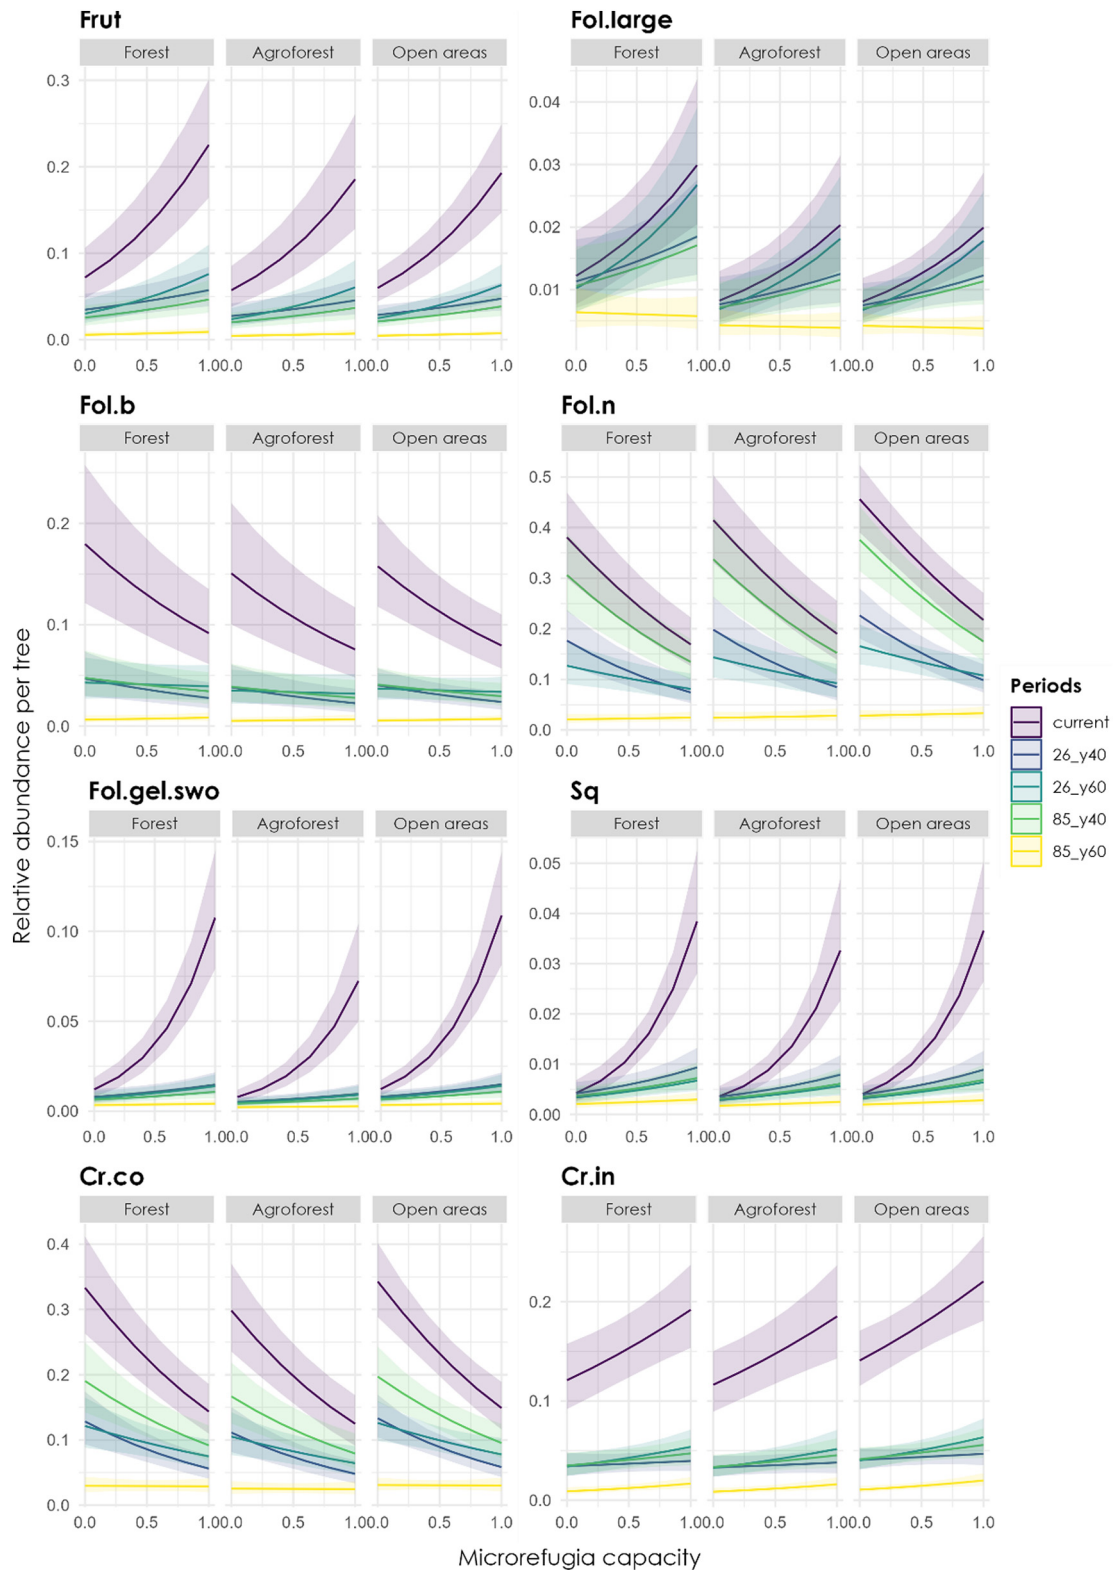 Frut
Fol.large
Forest Agroforest Open areas
Forest Agroforest Open areas
0.3
0.2
0.1
0.0
0.04
0.03
0.02
0.01
0.0 0.5 1.00.0 0.5 1.00.0 0.5 1.0
0.0 0.5 1.00.0 0.5 1.00.0 0.5 1.0
Fol.b
Fol.n
Forest Agroforest Open areas
Forest Agroforest Open areas
0.2
0.1
0.0
0.5
0.4
0.3
0.2
0.1
0.0
0.0 0.5 1.00.0 0.5 1.00.0 0.5 1.0
0.0 0.5 1.00.0 0.5 1.00.0 0.5 1.0
Fol.gel.swo
Sq
Forest Agroforest Open areas
Forest Agroforest Open areas
0.15
0.10
0.05
0.00
0.05
0.04
0.03
0.02
0.01
0.00
0.0 0.5 1.00.0 0.5 1.00.0 0.5 1.0
0.0 0.5 1.00.0 0.5 1.00.0 0.5 1.0
Cr.co
Cr.in
Forest Agroforest Open areas
Forest Agroforest Open areas
0.4
0.3
0.2
0.1
0.0
0.2
0.1
0.0
0.0 0.5 1.00.0 0.5 1.00.0 0.5 1.0
0.0 0.5 1.00.0 0.5 1.00.0 0.5 1.0
Relative abundance per tree
Microrefugia capacity
Periods
current
26_y40
26_y60
85_y40
85_y60